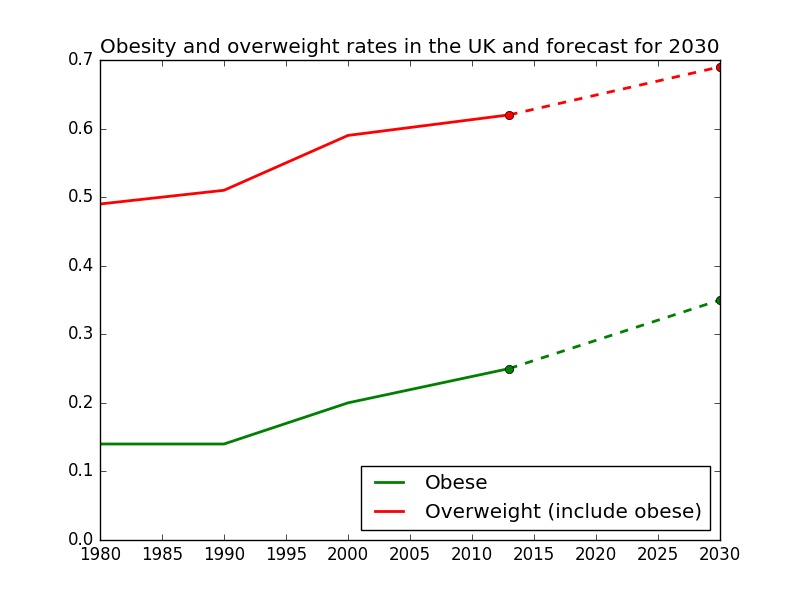 Obesity and overweight rates in the UK and forecast for 2030
0.7
0.6
0.5
0.4
0.3
0.2
0.1
0.0
Obese
Overweight (include obese)
1980 1985 1990 1995 2000 2005 2010 2015 2020 2025 2030